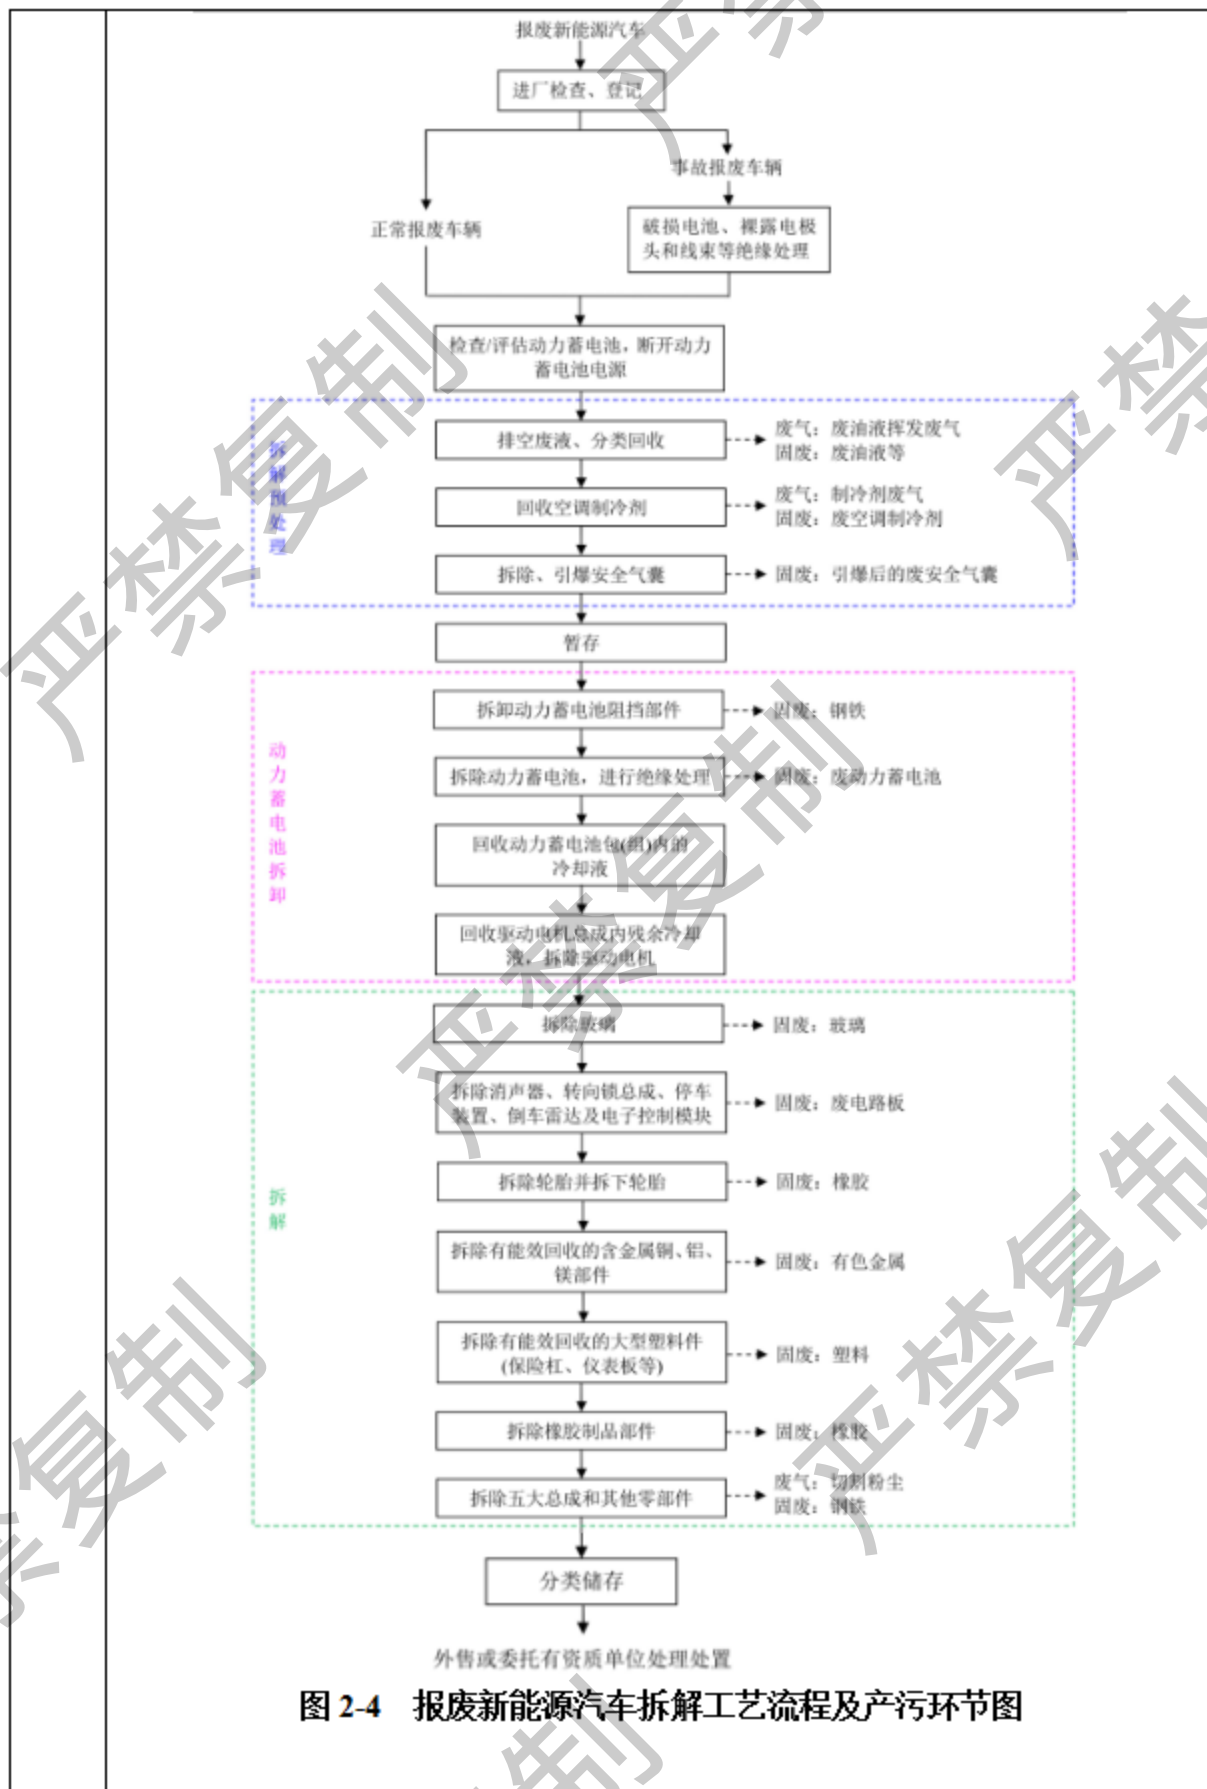 报废新能源汽车
进厂检查、登记
事故报废车辆
正常报废车辆
破损电池、裸露电极
头和线束等绝缘处理
检查/评估动力蓄电池，断开动力
蓄电池电源
拆解预处理
排空废液、分类回收
废气：废油液挥发废气
固废：废油液等
回收空调制冷剂
废气：制冷剂废气
固废：废空调制冷剂
拆除、引爆安全气囊
固废：引爆后的废安全气囊
暂存
动力蓄电池拆卸
拆卸动力蓄电池阻挡部件
固废：钢铁
拆除动力蓄电池，进行绝缘处理
固废：废动力蓄电池
回收动力蓄电池包(组)内的
冷却液
回收驱动电机总成内残余冷却
液，拆除驱动电机
拆解
拆除玻璃
固废：玻璃
拆除消声器、转向锁总成、停车
装置、倒车雷达及电子控制模块
固废：废电路板
拆除轮胎并拆下轮胎
固废：橡胶
拆除有能效回收的含金属铜、铝、
镁部件
固废：有色金属
拆除有能效回收的大型塑料件
(保险杠、仪表板等)
固废：塑料
拆除橡胶制品部件
固废：橡胶
拆除五大总成和其他零部件
废气：切割粉尘
固废：钢铁
分类储存
外售或委托有资质单位处理处置
图 2-4 报废新能源汽车拆解工艺流程及产污环节图
严禁
严禁复制
严禁
严禁复制
严禁复制
禁复制
制